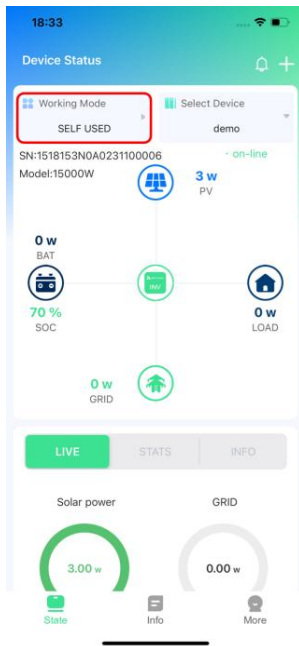 18:33
Device Status
Working Mode
SELF USED
Select Device
demo
SN:1518153N0A0231100006
- on-line
Model:15000W
3 w
PV
0 w
BAT
INV
70 %
SOC
0 w
LOAD
0 w
GRID
LIVE
STATS
INFO
Solar power
GRID
3.00 w
0.00 w
State
Info
More